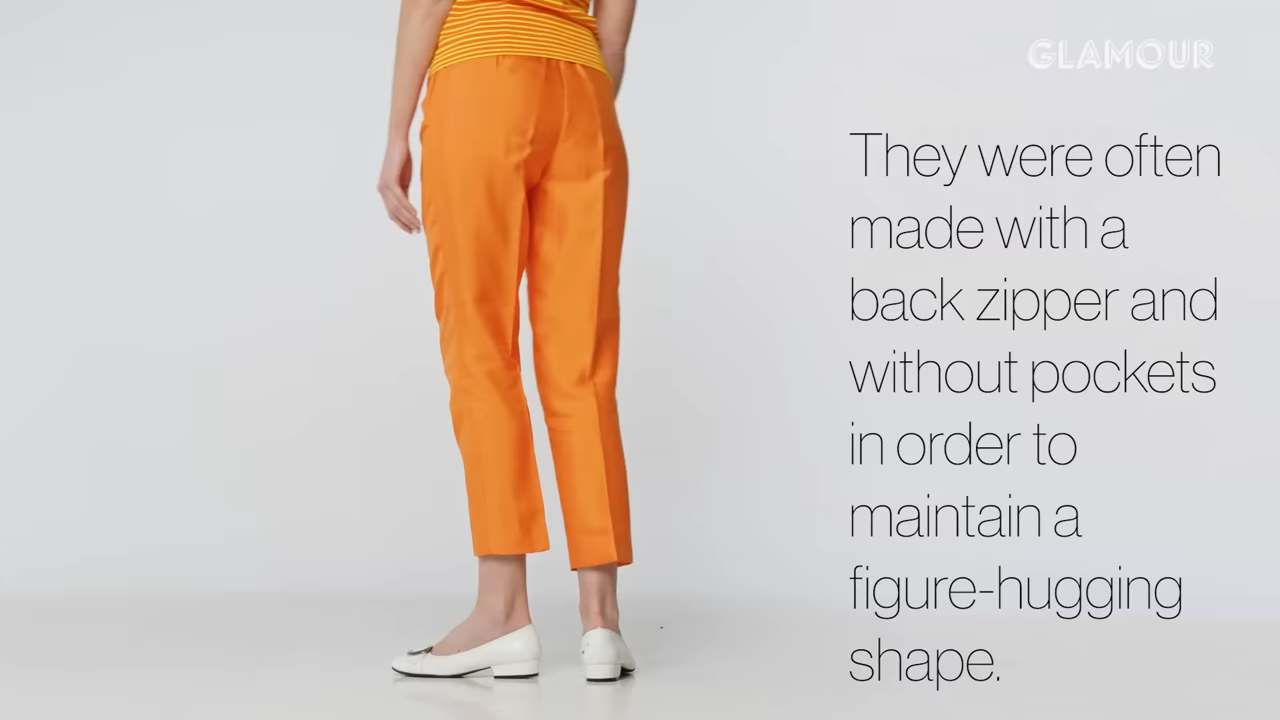 GLAMOUR
They were often
made with a
back zipper and
without pockets
in order to
maintain a
figure-hugging
shape.